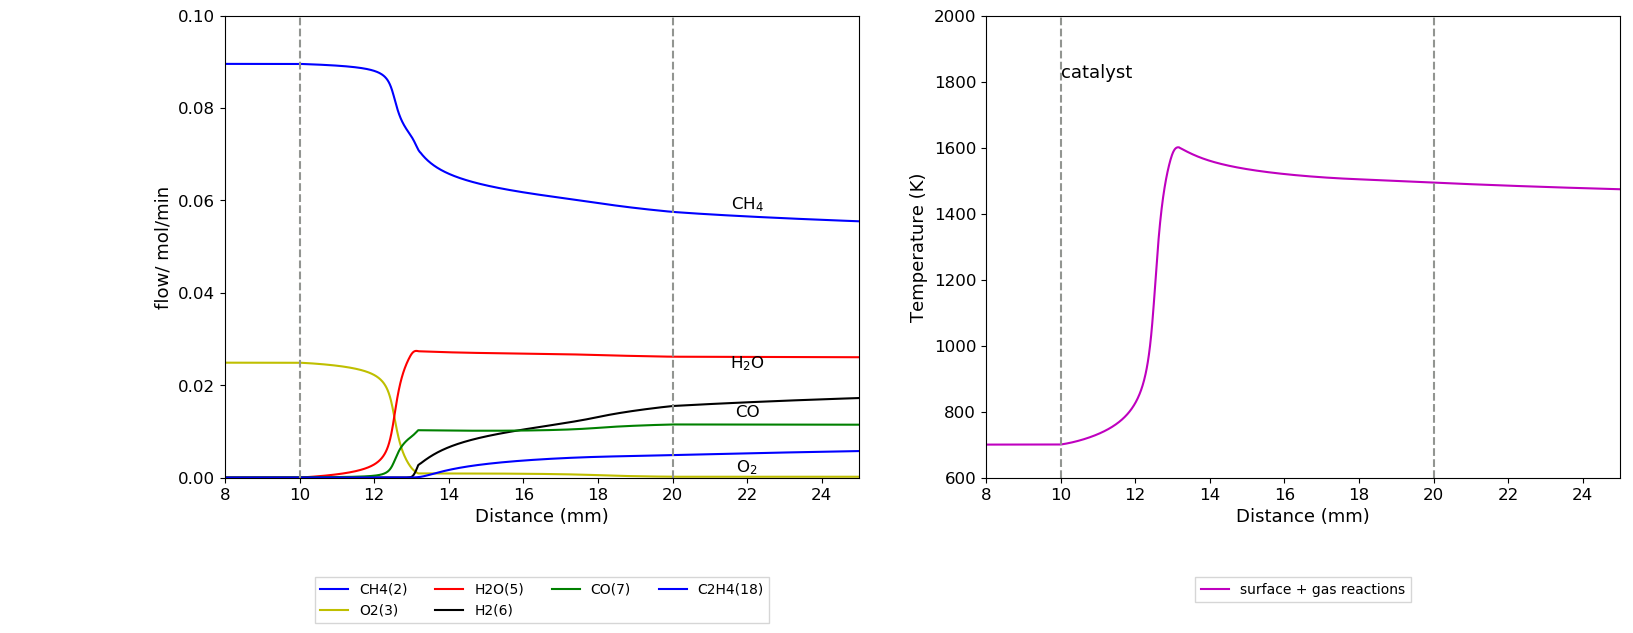 0.10
0.08
0.06
0.04
0.02
0.00
flow/ mol/min
CH₄
H₂O
CO
O₂
8 10 12 14 16 18 20 22 24
Distance (mm)
CH4(2) H2O(5) CO(7) C2H4(18)
O2(3) H2(6)
2000
1800
1600
1400
1200
1000
800
600
Temperature (K)
catalyst
8 10 12 14 16 18 20 22 24
Distance (mm)
surface + gas reactions